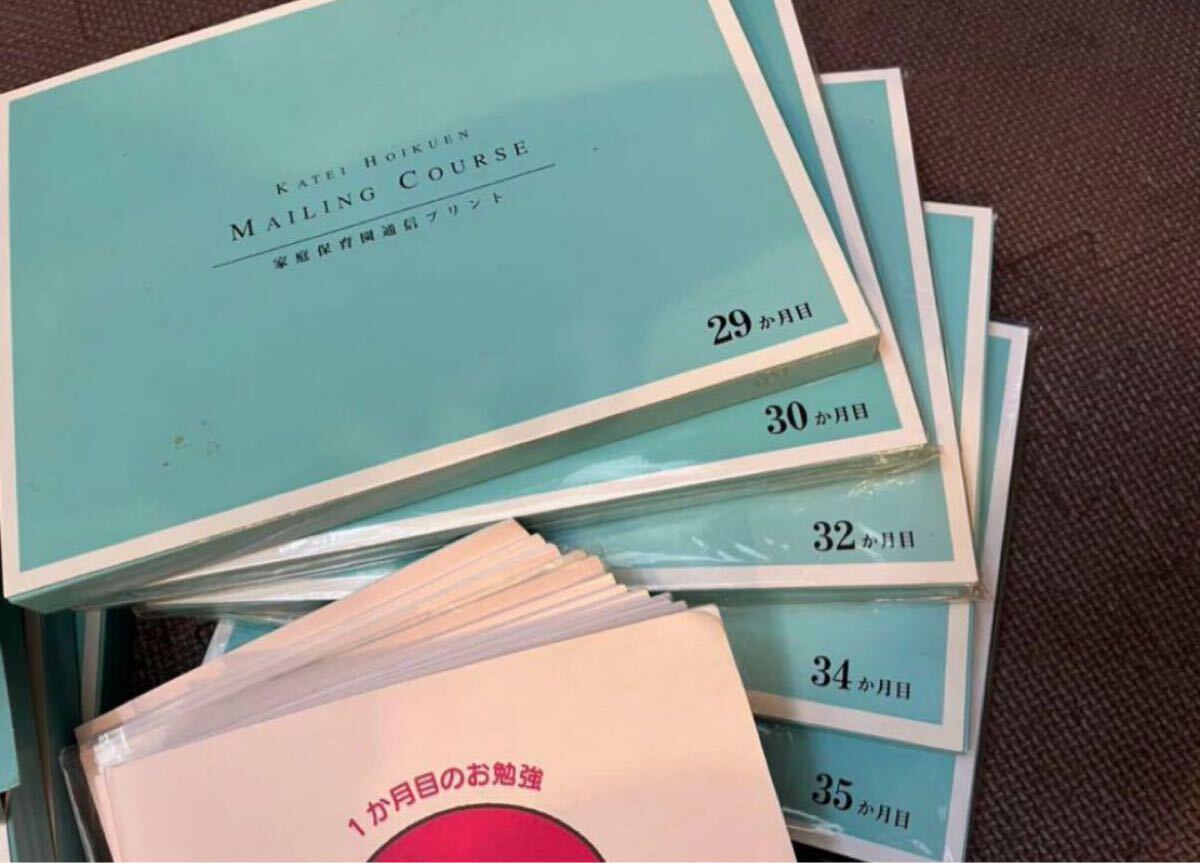 KATEI HOIKUEN
MAILING COURSE
家庭保育園通信プリント
29か月目
30か月目
32か月目
34か月目
35か月目
1か月目のお勉強